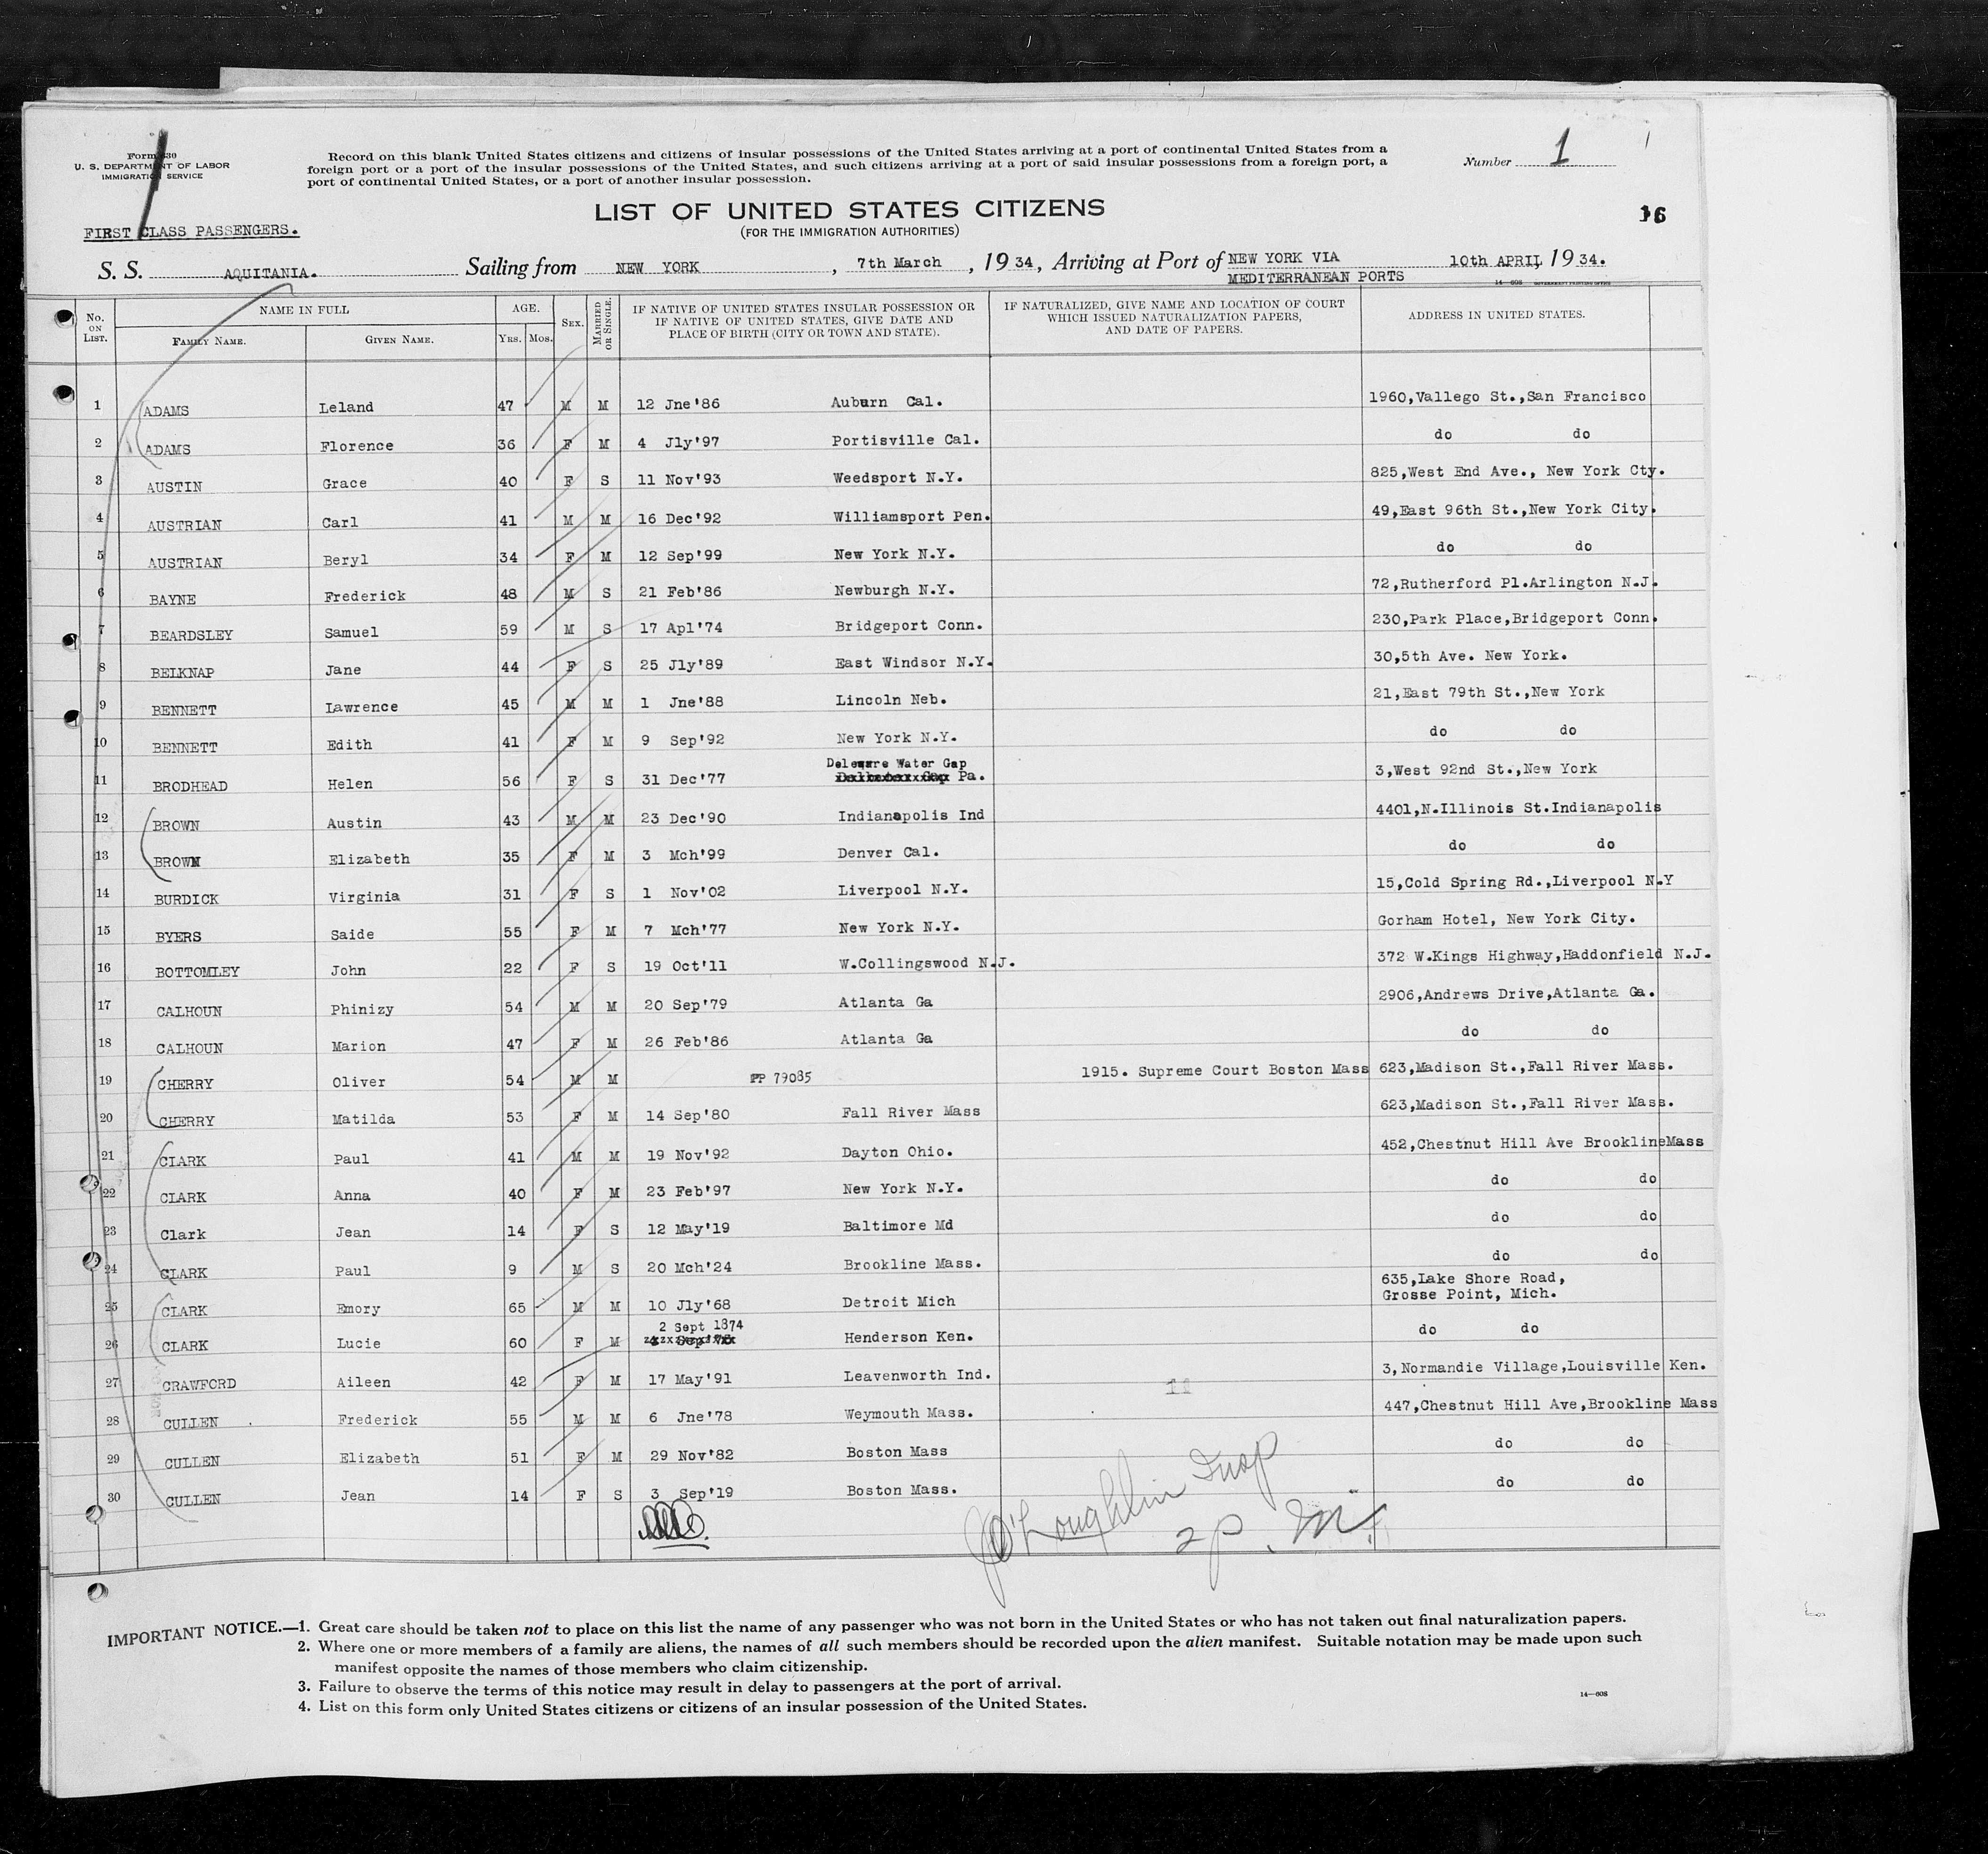 Form 630
U. S. DEPARTMENT OF LABOR
IMMIGRATION SERVICE
Record on this blank United States citizens and citizens of insular possessions of the United States arriving at a port of continental United States from a
foreign port or a port of the insular possessions of the United States, and such citizens arriving at a port of said insular possessions from a foreign port, a
port of continental United States, or a port of another insular possession.
Number 1
LIST OF UNITED STATES CITIZENS
(FOR THE IMMIGRATION AUTHORITIES)
16
FIRST CLASS PASSENGERS.
S. S. AQUITANIA. Sailing from NEW YORK, 7th March, 1934, Arriving at Port of NEW YORK VIA MEDITERRANEAN PORTS 10th APRIL, 1934.
No. ON LIST. NAME IN FULL AGE. SEX. MARRIED OR SINGLE. IF NATIVE OF UNITED STATES INSULAR POSSESSION OR IF NATIVE OF UNITED STATES, GIVE DATE AND PLACE OF BIRTH (CITY OR TOWN AND STATE). IF NATURALIZED, GIVE NAME AND LOCATION OF COURT WHICH ISSUED NATURALIZATION PAPERS, AND DATE OF PAPERS. ADDRESS IN UNITED STATES.
FAMILY NAME. GIVEN NAME. YRS. MOS.
1 ADAMS Leland 47 M M 12 Jne'86 Auburn Cal. 1960,Vallego St.,San Francisco
2 ADAMS Florence 36 F M 4 Jly'97 Portisville Cal. do do
3 AUSTIN Grace 40 F S 11 Nov'93 Weedsport N.Y. 825,West End Ave., New York Cty.
4 AUSTRIAN Carl 41 M M 16 Dec'92 Williamsport Pen. 49,East 96th St.,New York City.
5 AUSTRIAN Beryl 34 F M 12 Sep'99 New York N.Y. do do
6 BAYNE Frederick 48 M S 21 Feb'86 Newburgh N.Y. 72,Rutherford Pl.Arlington N.J.
7 BEARDSLEY Samuel 59 M S 17 Apl'74 Bridgeport Conn. 230,Park Place,Bridgeport Conn.
8 BELKNAP Jane 44 F S 25 Jly'89 East Windsor N.Y. 30,5th Ave. New York.
9 BENNETT Lawrence 45 M M 1 Jne'88 Lincoln Neb. 21,East 79th St.,New York
10 BENNETT Edith 41 F M 9 Sep'92 New York N.Y. do do
Deleware Water Gap
11 BRODHEAD Helen 56 F S 31 Dec'77 Pa. 3,West 92nd St.,New York
12 BROWN Austin 43 M M 23 Dec'90 Indianapolis Ind 4401,N.Illinois St.Indianapolis
13 BROWN Elizabeth 35 F M 3 Mch'99 Denver Cal. do do
14 BURDICK Virginia 31 F S 1 Nov'02 Liverpool N.Y. 15,Cold Spring Rd.,Liverpool N.Y
15 BYERS Saide 55 F M 7 Mch'77 New York N.Y. Gorham Hotel, New York City.
16 BOTTOMLEY John 22 F S 19 Oct'11 W.Collingswood N.J. 372 W.Kings Highway,Haddonfield N.J.
17 CALHOUN Phinizy 54 M M 20 Sep'79 Atlanta Ga 2906,Andrews Drive,Atlanta Ga.
18 CALHOUN Marion 47 F M 26 Feb'86 Atlanta Ga do do
19 CHERRY Oliver 54 M M PP 79085 1915. Supreme Court Boston Mass 623,Madison St.,Fall River Mass.
20 CHERRY Matilda 53 F M 14 Sep'80 Fall River Mass 623,Madison St.,Fall River Mass.
21 CLARK Paul 41 M M 19 Nov'92 Dayton Ohio. 452,Chestnut Hill Ave BrooklineMass
22 CLARK Anna 40 F M 23 Feb'97 New York N.Y. do do
23 Clark Jean 14 F S 12 May'19 Baltimore Md do do
24 CLARK Paul 9 M S 20 Mch'24 Brookline Mass. do do
25 CLARK Emory 65 M M 10 Jly'68 Detroit Mich 635,Lake Shore Road, Grosse Point, Mich.
2 Sept 1874
26 CLARK Lucie 60 F M Henderson Ken. do do
27 CRAWFORD Aileen 42 F M 17 May'91 Leavenworth Ind. 3,Normandie Village,Louisville Ken.
28 CULLEN Frederick 55 M M 6 Jne'78 Weymouth Mass. 447,Chestnut Hill Ave,Brookline Mass
29 CULLEN Elizabeth 51 F M 29 Nov'82 Boston Mass do do
30 CULLEN Jean 14 F S 3 Sep'19 Boston Mass. do do
11
J O'Loughlin Insp
2 P. M.
IMPORTANT NOTICE.—1. Great care should be taken not to place on this list the name of any passenger who was not born in the United States or who has not taken out final naturalization papers.
2. Where one or more members of a family are aliens, the names of all such members should be recorded upon the alien manifest. Suitable notation may be made upon such
manifest opposite the names of those members who claim citizenship.
3. Failure to observe the terms of this notice may result in delay to passengers at the port of arrival.
4. List on this form only United States citizens or citizens of an insular possession of the United States.
14—608